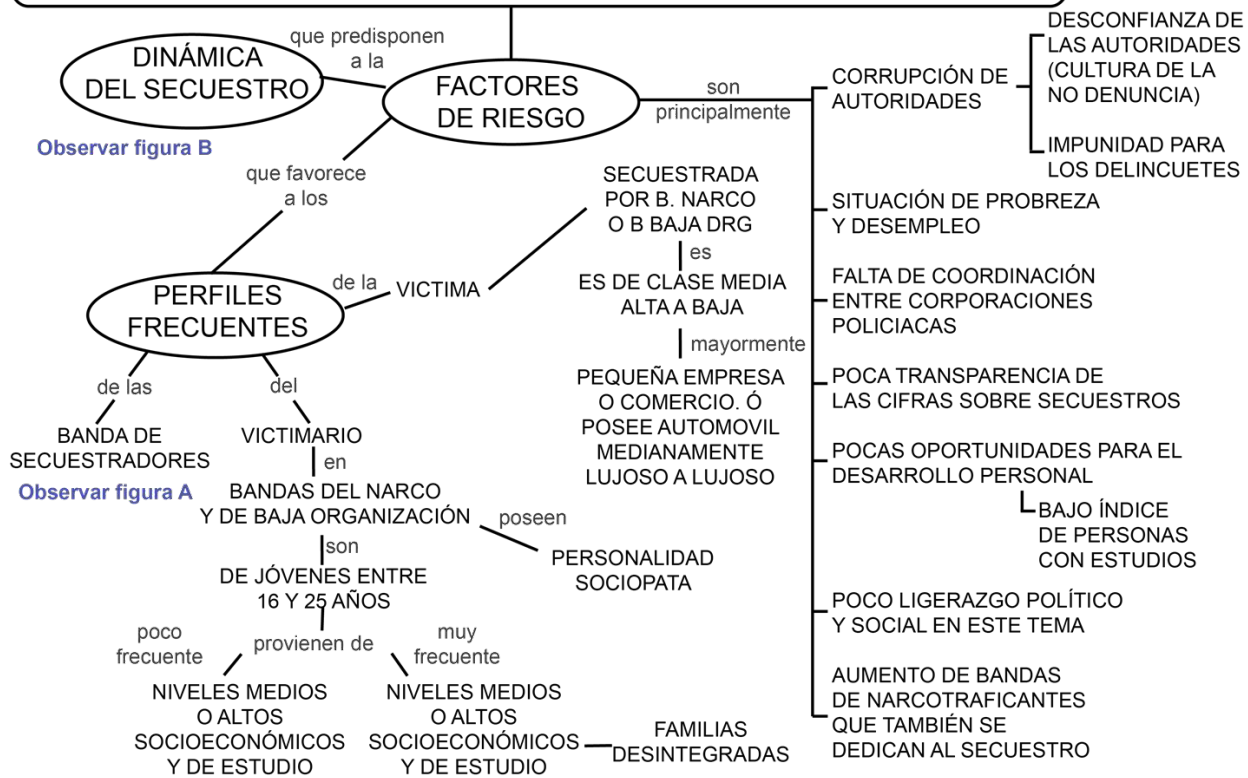 que predisponen
a la
DINÁMICA
DEL SECUESTRO
Observar figura B
FACTORES
DE RIESGO
son
principalmente
CORRUPCIÓN DE
AUTORIDADES
DESCONFIANZA DE
LAS AUTORIDADES
(CULTURA DE LA
NO DENUNCIA)
IMPUNIDAD PARA
LOS DELINCUETES
SITUACIÓN DE PROBREZA
Y DESEMPLEO
FALTA DE COORDINACIÓN
ENTRE CORPORACIONES
POLICIACAS
POCA TRANSPARENCIA DE
LAS CIFRAS SOBRE SECUESTROS
POCAS OPORTUNIDADES PARA EL
DESARROLLO PERSONAL
BAJO ÍNDICE
DE PERSONAS
CON ESTUDIOS
POCO LIGERAZGO POLÍTICO
Y SOCIAL EN ESTE TEMA
AUMENTO DE BANDAS
DE NARCOTRAFICANTES
QUE TAMBIÉN SE
DEDICAN AL SECUESTRO
que favorece
a los
PERFILES
FRECUENTES
de la
VICTIMA
SECUESTRADA
POR B. NARCO
O B BAJA DRG
es
ES DE CLASE MEDIA
ALTA A BAJA
mayormente
PEQUEÑA EMPRESA
O COMERCIO. Ó
POSEE AUTOMOVIL
MEDIANAMENTE
LUJOSO A LUJOSO
de las
BANDA DE
SECUESTRADORES
Observar figura A
del
VICTIMARIO
en
BANDAS DEL NARCO
Y DE BAJA ORGANIZACIÓN
poseen
PERSONALIDAD
SOCIOPATA
son
DE JÓVENES ENTRE
16 Y 25 AÑOS
provienen de
poco
frecuente
NIVELES MEDIOS
O ALTOS
SOCIOECONÓMICOS
Y DE ESTUDIO
muy
frecuente
NIVELES MEDIOS
O ALTOS
SOCIOECONÓMICOS
Y DE ESTUDIO
FAMILIAS
DESINTEGRADAS